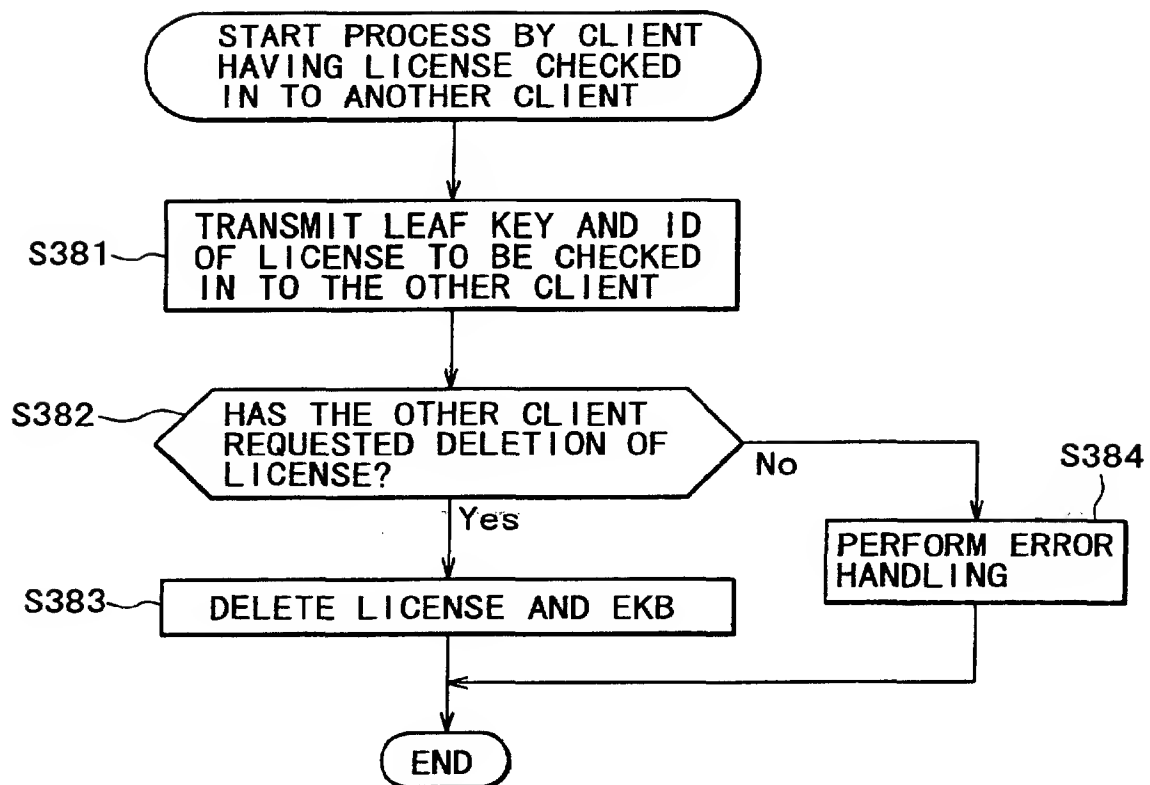 START PROCESS BY CLIENT
HAVING LICENSE CHECKED
IN TO ANOTHER CLIENT
S381
TRANSMIT LEAF KEY AND ID
OF LICENSE TO BE CHECKED
IN TO THE OTHER CLIENT
S382
HAS THE OTHER CLIENT
REQUESTED DELETION OF
LICENSE?
No
S384
Yes
PERFORM ERROR
HANDLING
S383
DELETE LICENSE AND EKB
END